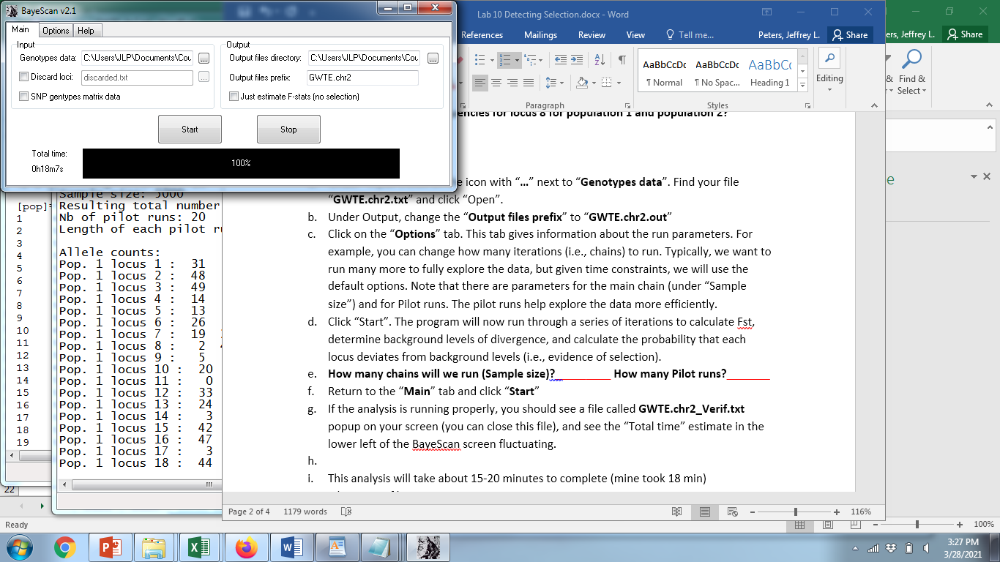 BayeScan v2.1
Main Options Help
Input
Genotypes data: C:\Users\JLP\Documents\Cou ...
Discard loci: discarded.txt ...
SNP gentypes matrix data
Output
Output files directory: C:\Users\JLP\Documents\Cou ...
Output files prefix: GWTE.chr2
Just estimate F-stats (no selection)
Start Stop
Total time:
0h18m7s
100%
Lab 10 Detecting Selection.docx - Word
References Mailings Review View Tell me... Peters, Jeffrey L. Share
ers, Jeffrey L. Share
AaBbCcDc AaBbCcDc AaBbCc
¶ Normal ¶ No Spac... Heading 1
Editing
Paragraph Styles
Find &
Select
encies for locus 8 for population 1 and population 2?
e icon with “...” next to “Genotypes data”. Find your file
“GWTE.chr2.txt” and click “Open”.
b. Under Output, change the “Output files prefix” to “GWTE.chr2.out”
c. Click on the “Options” tab. This tab gives information about the run parameters. For
example, you can change how many iterations (i.e., chains) to run. Typically, we want to
run many more to fully explore the data, but given time constraints, we will use the
default options. Note that there are parameters for the main chain (under “Sample
size”) and for Pilot runs. The pilot runs help explore the data more efficiently.
d. Click “Start”. The program will now run through a series of iterations to calculate Fst,
determine background levels of divergence, and calculate the probability that each
locus deviates from background levels (i.e., evidence of selection).
e. How many chains will we run (Sample size)?_________ How many Pilot runs?_______
f. Return to the “Main” tab and click “Start”
g. If the analysis is running properly, you should see a file called GWTE.chr2_Verif.txt
popup on your screen (you can close this file), and see the “Total time” estimate in the
lower left of the BayeScan screen fluctuating.
h.
i. This analysis will take about 15-20 minutes to complete (mine took 18 min)
Page 2 of 4 1179 words 116%
[pop]=
1
2
3
4
5
6
7
8
9
10
11
12
13
14
15
16
17
18
19
Sample size: 5000
Resulting total number
Nb of pilot runs: 20
Length of each pilot ru
Allele counts:
Pop. 1 locus 1 : 31
Pop. 1 locus 2 : 48
Pop. 1 locus 3 : 49
Pop. 1 locus 4 : 14
Pop. 1 locus 5 : 13
Pop. 1 locus 6 : 26
Pop. 1 locus 7 : 19
Pop. 1 locus 8 : 2
Pop. 1 locus 9 : 5
Pop. 1 locus 10 : 20
Pop. 1 locus 11 : 0
Pop. 1 locus 12 : 33
Pop. 1 locus 13 : 24
Pop. 1 locus 14 : 3
Pop. 1 locus 15 : 42
Pop. 1 locus 16 : 47
Pop. 1 locus 17 : 3
Pop. 1 locus 18 : 44
22
Ready 100%
3:27 PM
3/28/2021